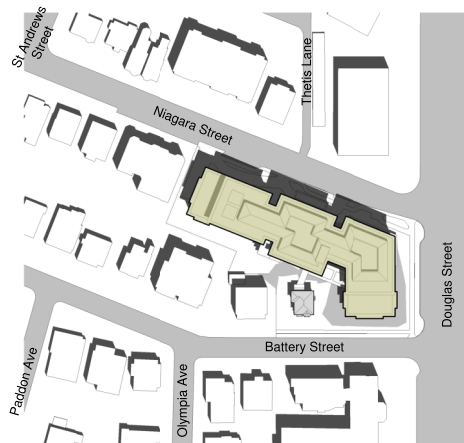 St Andrews
Street
Thetis Lane
Niagara Street
Douglas Street
Battery Street
Paddon Ave
Olympia Ave